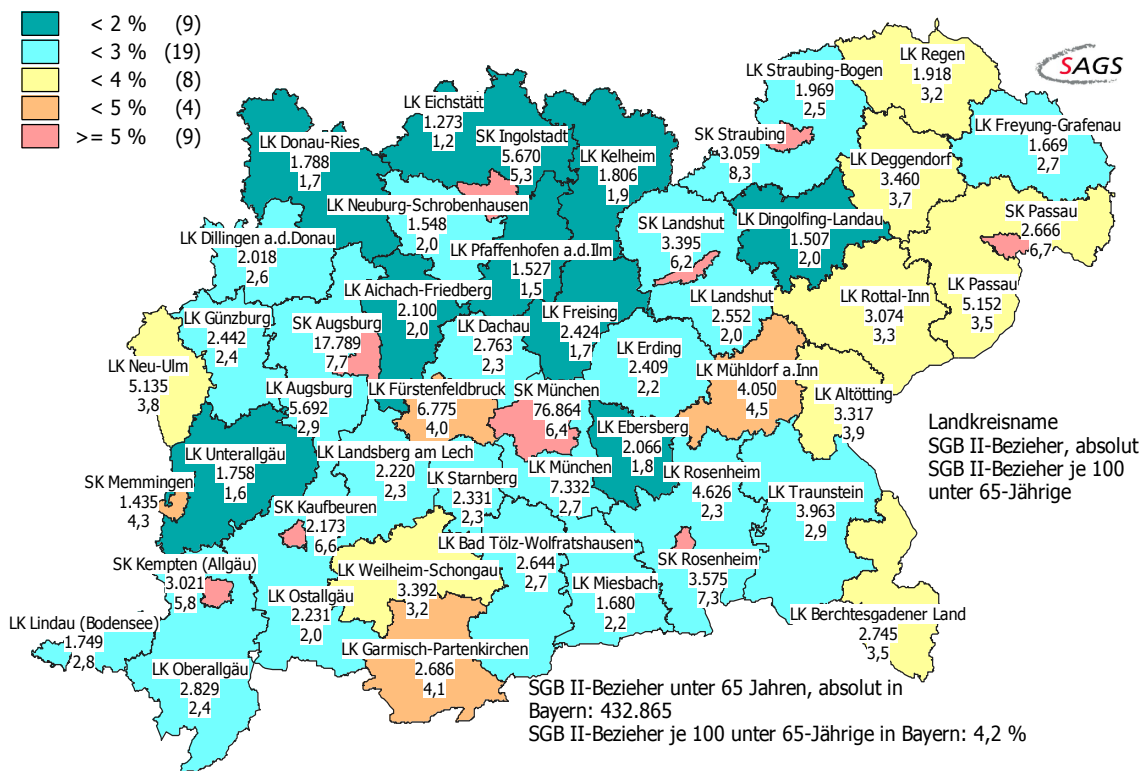 < 2 % (9)
< 3 % (19)
< 4 % (8)
< 5 % (4)
>= 5 % (9)
SAGS
LK Regen
1.918
3,2
LK Straubing-Bogen
1.969
2,5
LK Eichstätt
1.273
1,2
SK Ingolstadt
5.670
5,3
LK Donau-Ries
1.788
1,7
LK Kelheim
1.806
1,9
SK Straubing
3.059
8,3
LK Freyung-Grafenau
1.669
2,7
LK Deggendorf
3.460
3,7
LK Neuburg-Schrobenhausen
1.548
2,0
SK Landshut
3.395
6,2
LK Dingolfing-Landau
1.507
2,0
SK Passau
2.666
6,7
LK Dillingen a.d.Donau
2.018
2,6
LK Pfaffenhofen a.d.Ilm
1.527
1,5
LK Aichach-Friedberg
2.100
2,0
LK Passau
5.152
3,5
LK Günzburg
2.442
2,4
SK Augsburg
17.789
7,7
LK Dachau
2.763
2,3
LK Freising
2.424
1,7
LK Landshut
2.552
2,0
LK Rottal-Inn
3.074
3,3
LK Neu-Ulm
5.135
3,8
LK Erding
2.409
2,2
LK Mühldorf a.Inn
4.050
4,5
LK Augsburg
5.692
2,9
LK Fürstenfeldbruck
6.775
4,0
SK München
76.864
6,4
LK Altötting
3.317
3,9
LK Ebersberg
2.066
1,8
Landkreisname
SGB II-Bezieher, absolut
SGB II-Bezieher je 100
unter 65-Jährige
LK Unterallgäu
1.758
1,6
LK Landsberg am Lech
2.220
2,3
LK Starnberg
2.331
2,3
LK München
7.332
2,7
LK Rosenheim
4.626
2,3
LK Traunstein
3.963
2,9
SK Memmingen
1.435
4,3
SK Kaufbeuren
2.173
6,6
LK Bad Tölz-Wolfratshausen
2.644
2,7
SK Kempten (Allgäu)
3.021
5,8
LK Weilheim-Schongau
3.392
3,2
SK Rosenheim
3.575
7,3
LK Ostallgäu
2.231
2,0
LK Miesbach
1.680
2,2
LK Berchtesgadener Land
2.745
3,5
LK Lindau (Bodensee)
1.749
2,8
LK Oberallgäu
2.829
2,4
LK Garmisch-Partenkirchen
2.686
4,1
SGB II-Bezieher unter 65 Jahren, absolut in
Bayern: 432.865
SGB II-Bezieher je 100 unter 65-Jährige in Bayern: 4,2 %